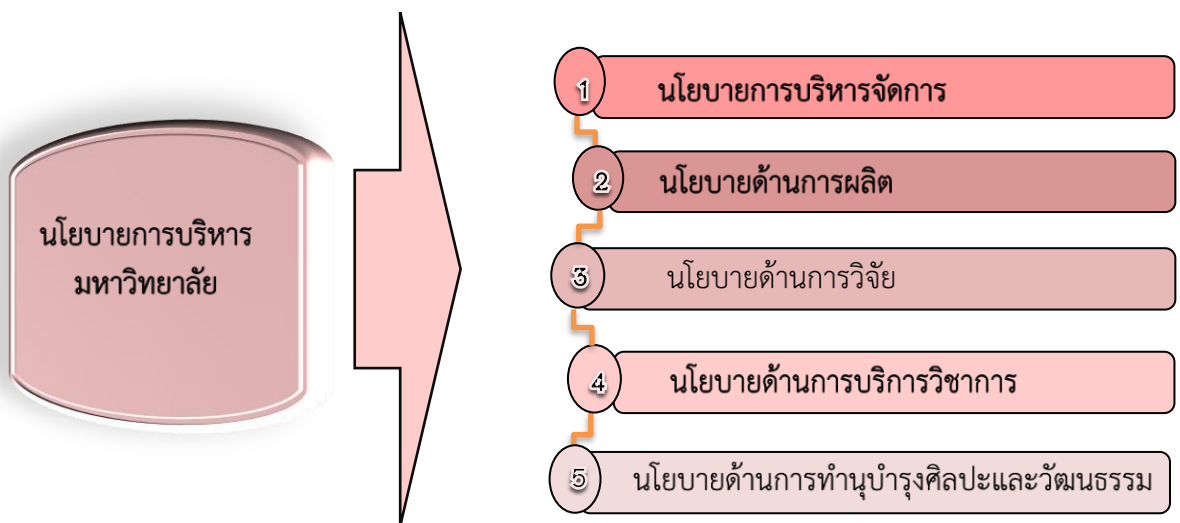 นโยบายการบริหาร
มหาวิทยาลัย
1 นโยบายการบริหารจัดการ
2 นโยบายด้านการผลิต
3 นโยบายด้านการวิจัย
4 นโยบายด้านการบริการวิชาการ
5 นโยบายด้านการทำนุบำรุงศิลปะและวัฒนธรรม